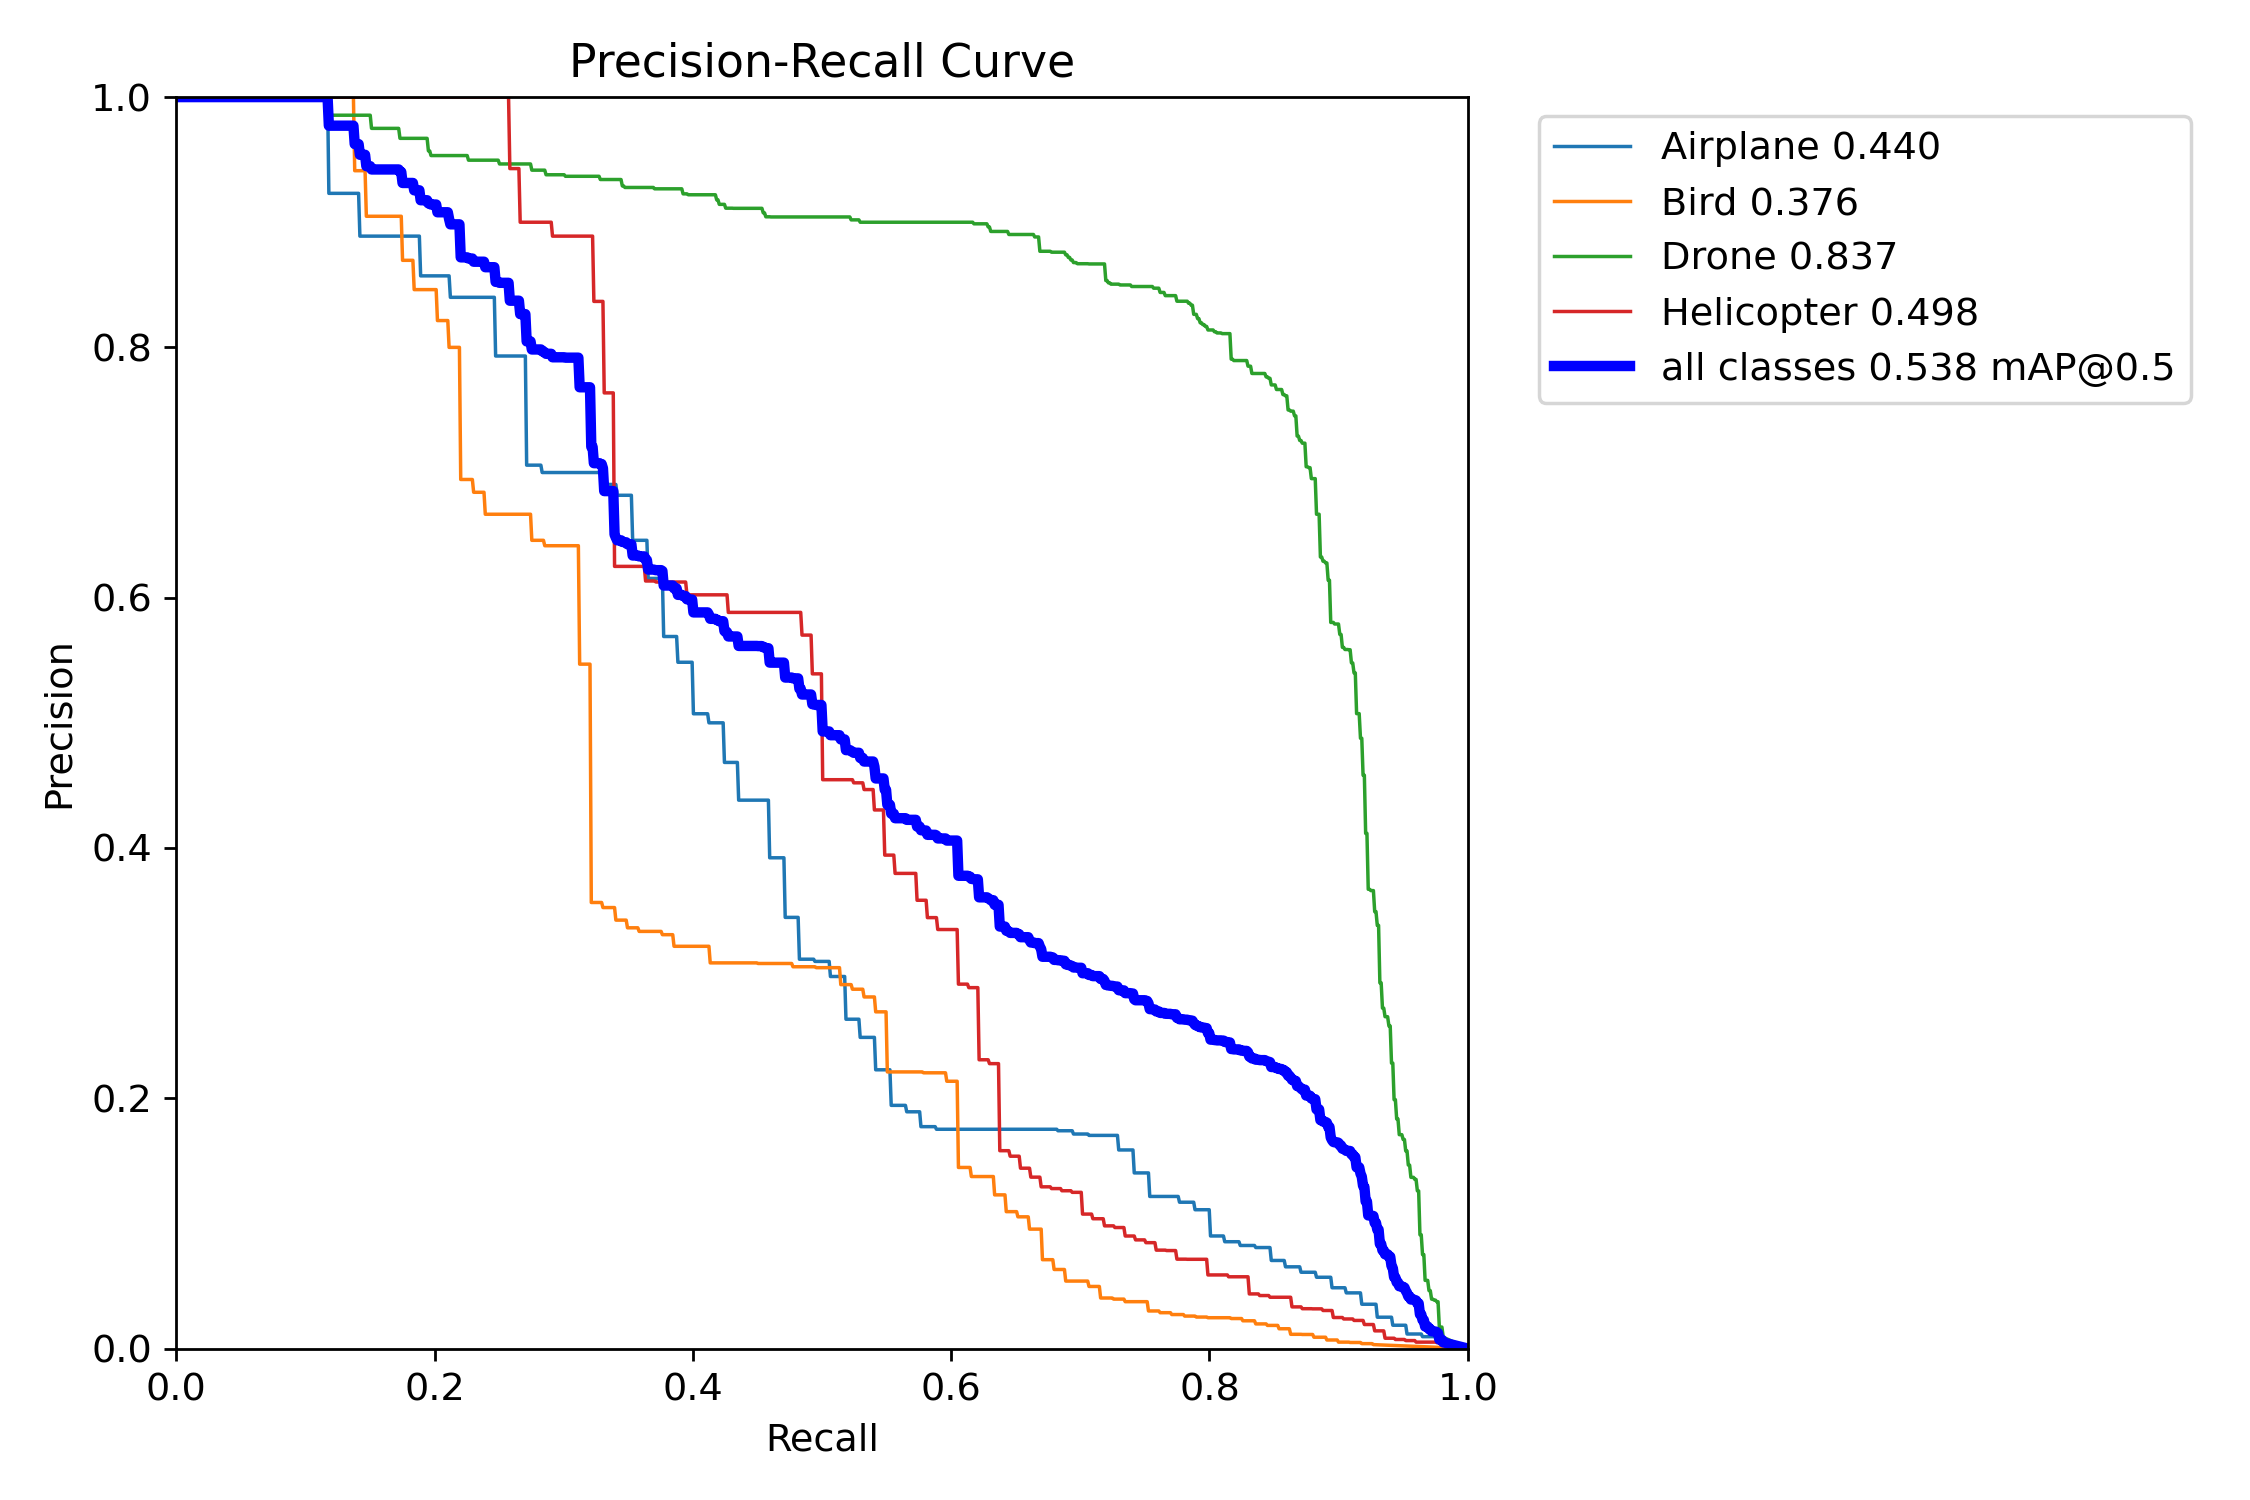 Precision-Recall Curve
1.0
0.8
0.6
0.4
0.2
0.0
Precision
0.0 0.2 0.4 0.6 0.8 1.0
Recall
Airplane 0.440
Bird 0.376
Drone 0.837
Helicopter 0.498
all classes 0.538 mAP@0.5